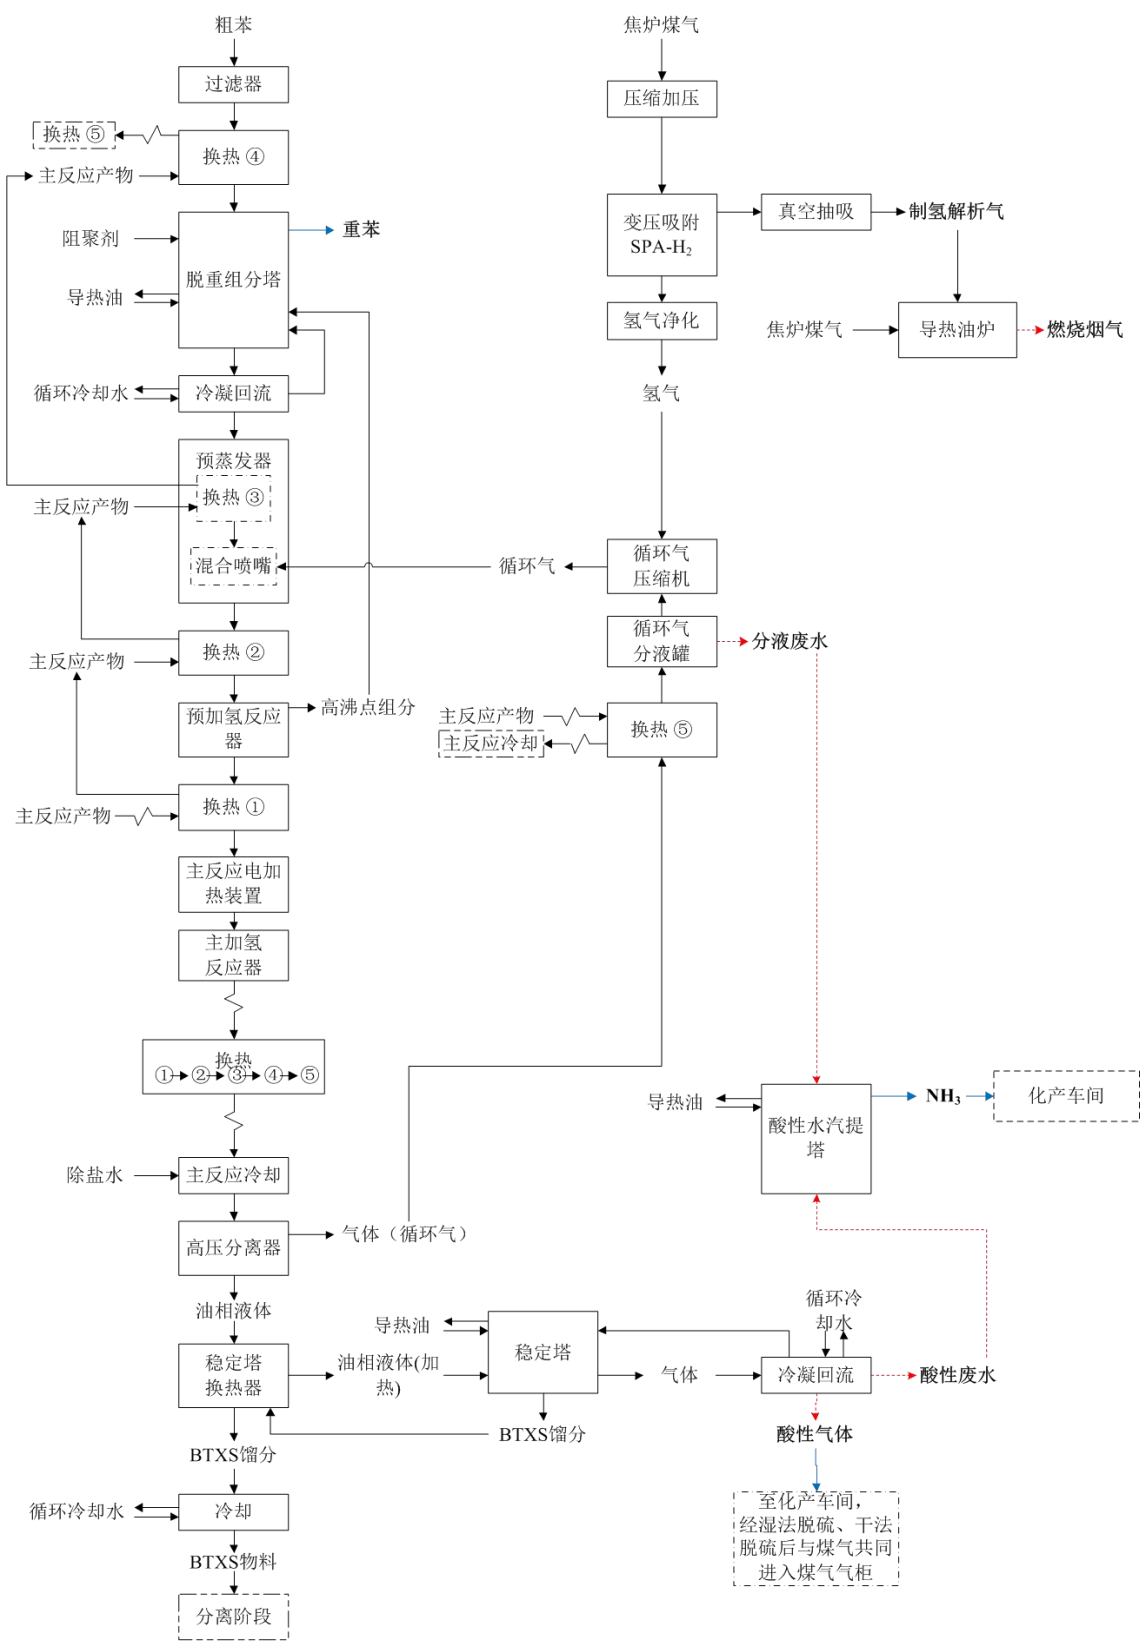 粗苯
过滤器
换热 ⑤
换热 ④
主反应产物
阻聚剂
重苯
脱重组分塔
导热油
循环冷却水
冷凝回流
预蒸发器
换热 ③
主反应产物
混合喷嘴
换热 ②
主反应产物
预加氢反应
器
高沸点组分
换热 ①
主反应产物
主反应电加
热装置
主加氢
反应器
换热
① ② ③ ④ ⑤
除盐水
主反应冷却
高压分离器
气体（循环气）
油相液体
稳定塔
换热器
油相液体(加
热)
导热油
稳定塔
气体
循环冷
却水
冷凝回流
酸性废水
酸性气体
BTXS馏分
BTXS馏分
循环冷却水
冷却
BTXS物料
分离阶段
至化产车间，
经湿法脱硫、干法
脱硫后与煤气共同
进入煤气气柜
焦炉煤气
压缩加压
变压吸附
SPA-H₂
真空抽吸
制氢解析气
氢气净化
焦炉煤气
导热油炉
燃烧烟气
氢气
循环气
压缩机
循环气
循环气
分液罐
分液废水
主反应产物
换热 ⑤
主反应冷却
导热油
酸性水汽提
塔
NH₃
化产车间